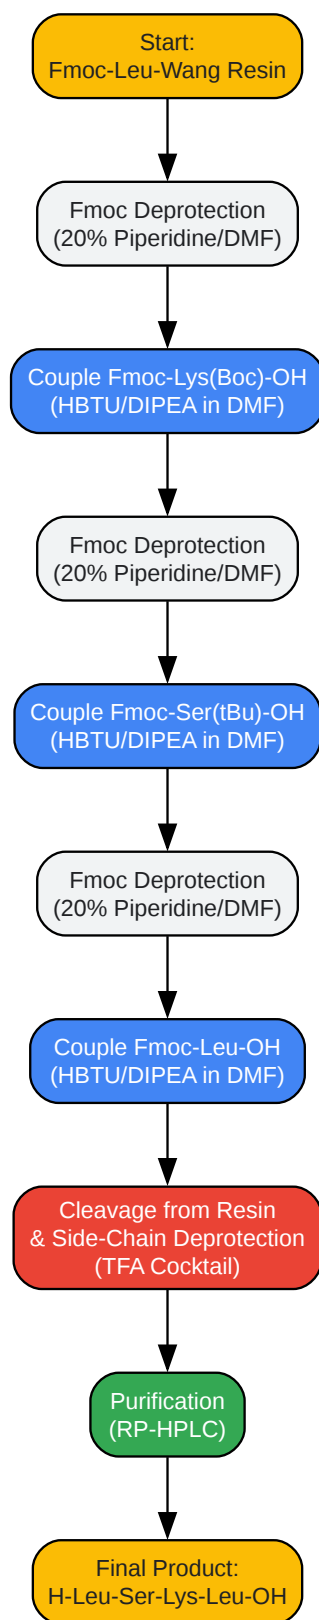 Start:
Fmoc-Leu-Wang Resin
Fmoc Deprotection
(20% Piperidine/DMF)
Couple Fmoc-Lys(Boc)-OH
(HBTU/DIPEA in DMF)
Fmoc Deprotection
(20% Piperidine/DMF)
Couple Fmoc-Ser(tBu)-OH
(HBTU/DIPEA in DMF)
Fmoc Deprotection
(20% Piperidine/DMF)
Couple Fmoc-Leu-OH
(HBTU/DIPEA in DMF)
Cleavage from Resin
& Side-Chain Deprotection
(TFA Cocktail)
Purification
(RP-HPLC)
Final Product:
H-Leu-Ser-Lys-Leu-OH